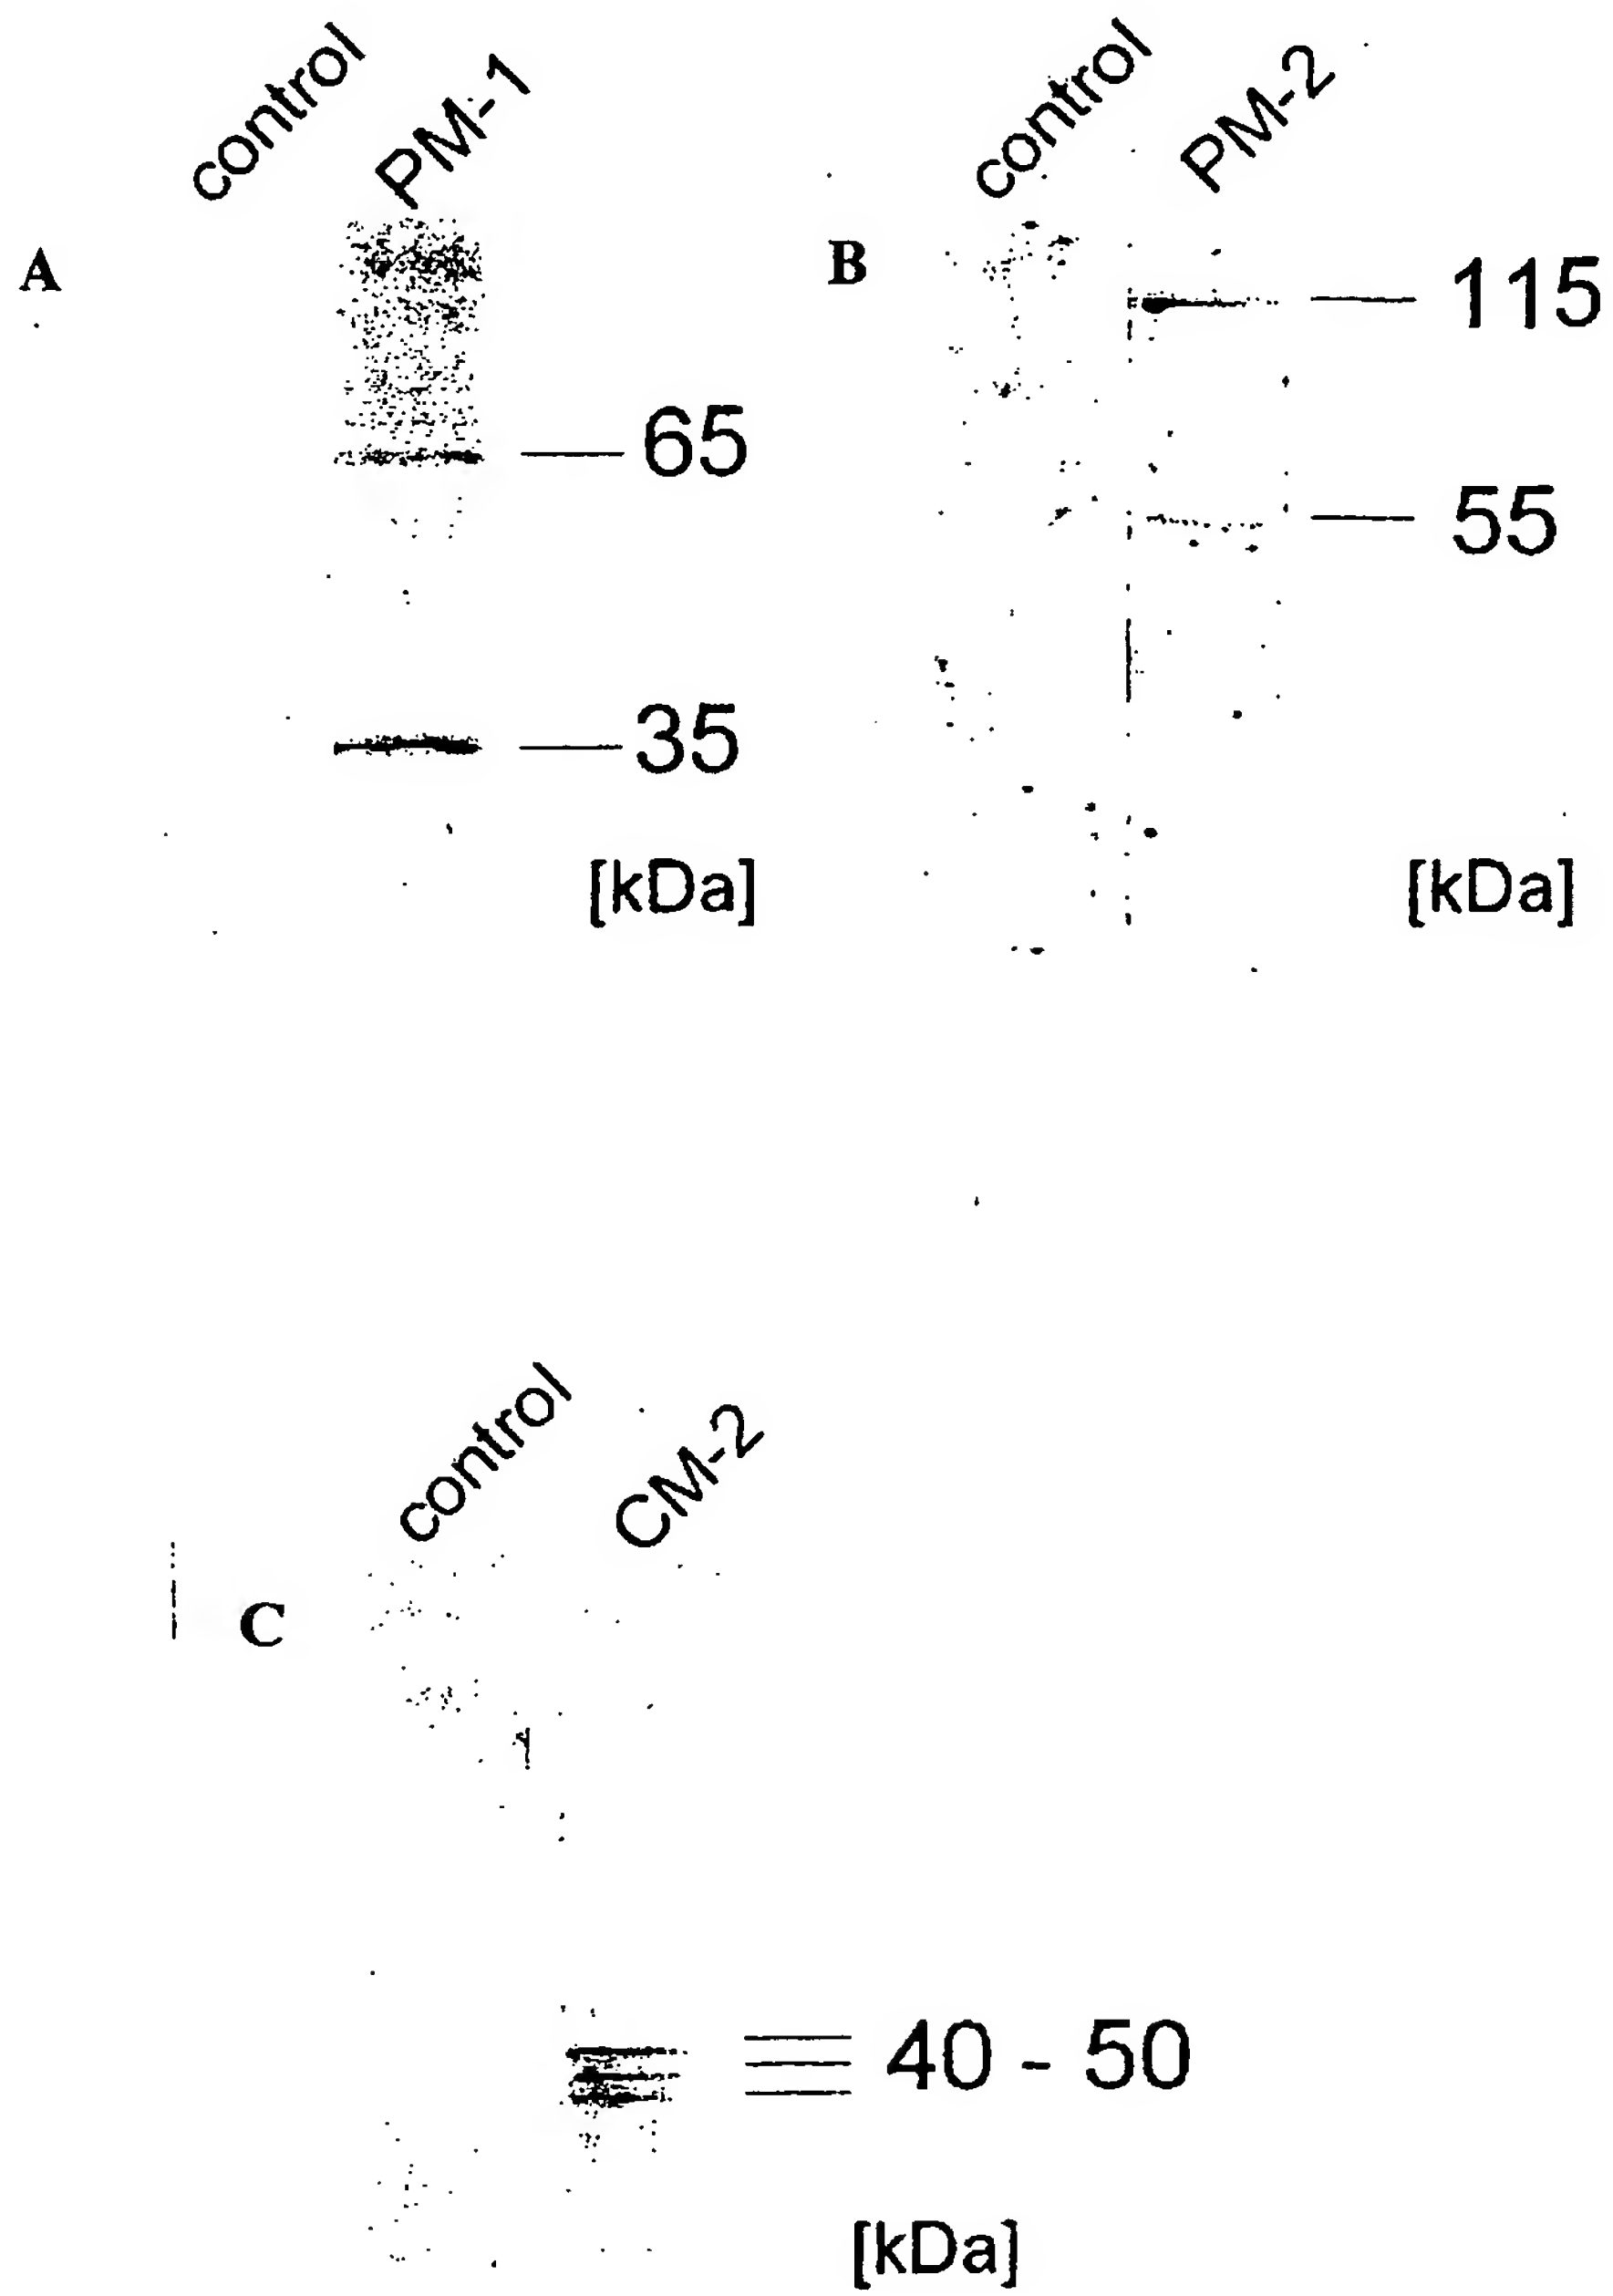 control PM-1
A
65
35
[kDa]
control PM-2
B
115
55
[kDa]
control CM-2
C
40 - 50
[kDa]